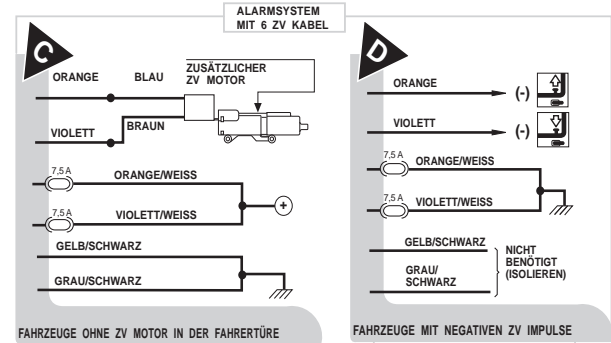 ALARMSYSTEM
MIT 6 ZV KABEL
C
ORANGE BLAU
ZUSÄTZLICHER
ZV MOTOR
VIOLETT BRAUN
7,5 A
ORANGE/WEISS
7,5 A
VIOLETT/WEISS
+
GELB/SCHWARZ
GRAU/SCHWARZ
FAHRZEUGE OHNE ZV MOTOR IN DER FAHRERTÜRE
D
ORANGE (-)
VIOLETT (-)
7,5 A
ORANGE/WEISS
7,5 A
VIOLETT/WEISS
GELB/SCHWARZ
GRAU/
SCHWARZ
NICHT
BENÖTIGT
(ISOLIEREN)
FAHRZEUGE MIT NEGATIVEN ZV IMPULSE